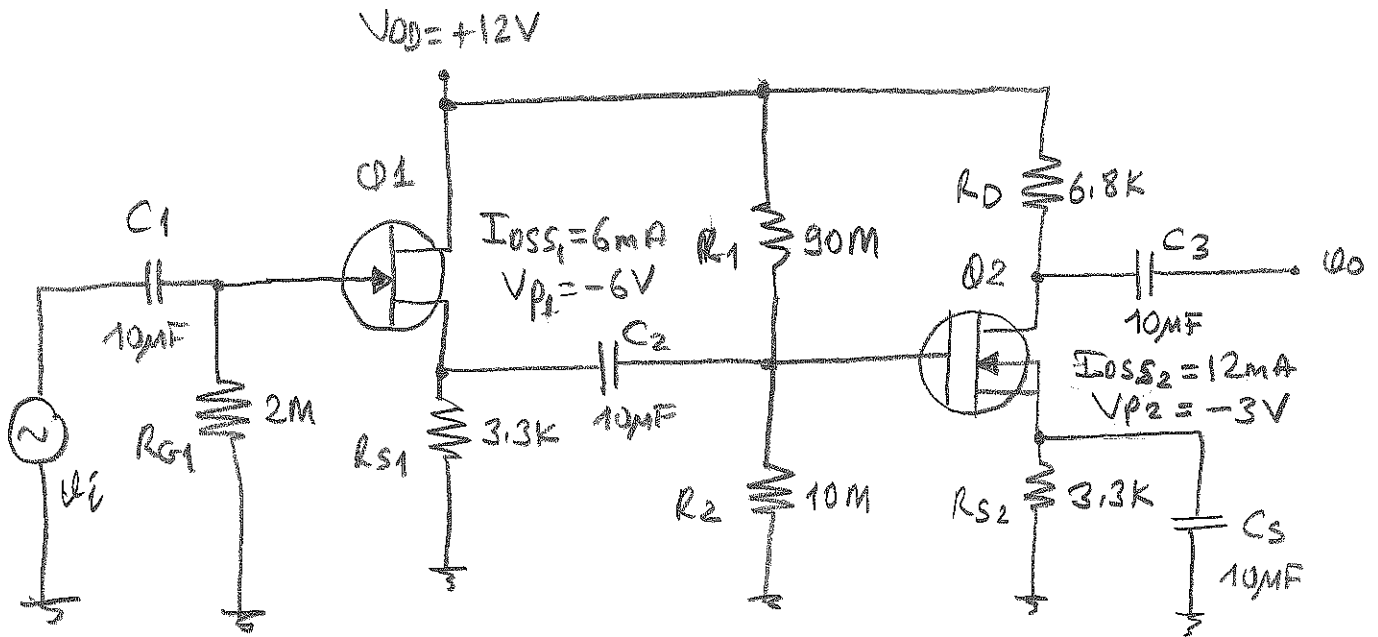 VDD=+12V
Q1
C1
10μF
RG1
2M
vi
IDSS1=6mA
Vp1=-6V
RS1
3.3K
C2
10μF
R1
90M
R2
10M
RD
6.8K
Q2
C3
10μF
vo
IDSS2=12mA
Vp2=-3V
RS2
3.3K
CS
10μF